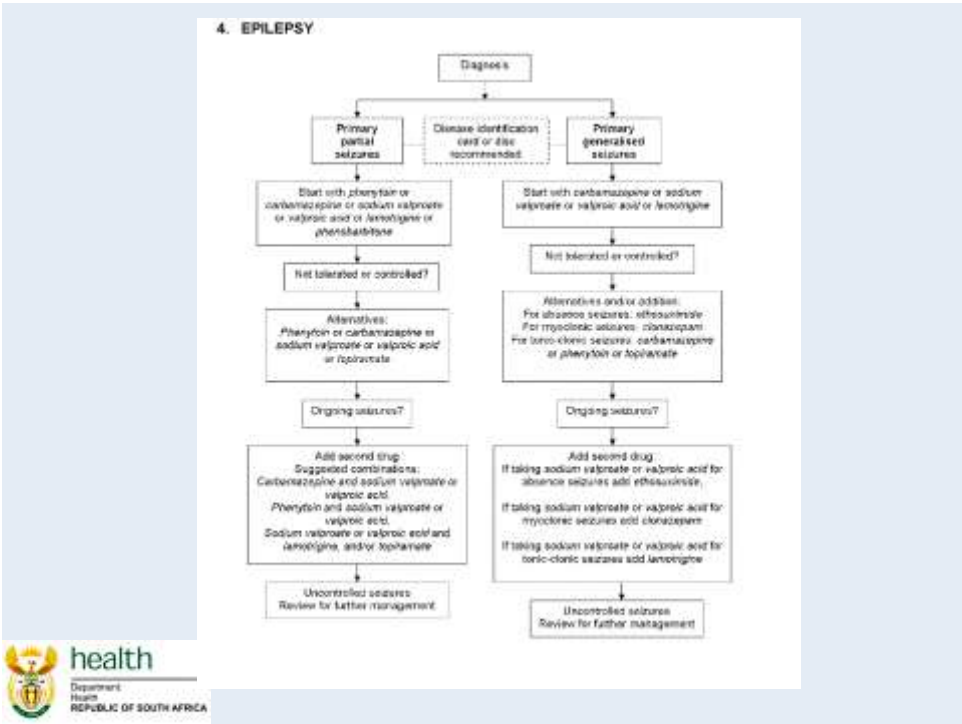 4. EPILEPSY
Diagnosis
Primary
partial
seizures
Disease identification
card or disc
recommended
Primary
generalised
seizures
Start with phenytoin or
carbamazepine or sodium valproate
or valproic acid or lamotrigine or
phenobarbitone
Start with carbamazepine or sodium
valproate or valproic acid or lamotrigine
Not tolerated or controlled?
Not tolerated or controlled?
Alternatives:
Phenytoin or carbamazepine or
sodium valproate or valproic acid
or topiramate
Alternatives and/or addition:
For absence seizures: ethosuximide
For myoclonic seizures: clonazepam
For tonic-clonic seizures: carbamazepine
or phenytoin or topiramate
Ongoing seizures?
Ongoing seizures?
Add second drug:
Suggested combinations:
Carbamazepine and sodium valproate or
valproic acid.
Phenytoin and sodium valproate or
valproic acid.
Sodium valproate or valproic acid and
lamotrigine, and/or topiramate
Add second drug:
If taking sodium valproate or valproic acid for
absence seizures add ethosuximide.
If taking sodium valproate or valproic acid for
myoclonic seizures add clonazepam
If taking sodium valproate or valproic acid for
tonic-clonic seizures add lamotrigine
Uncontrolled seizures
Review for further management
Uncontrolled seizures
Review for further management
health
Department:
Health
REPUBLIC OF SOUTH AFRICA